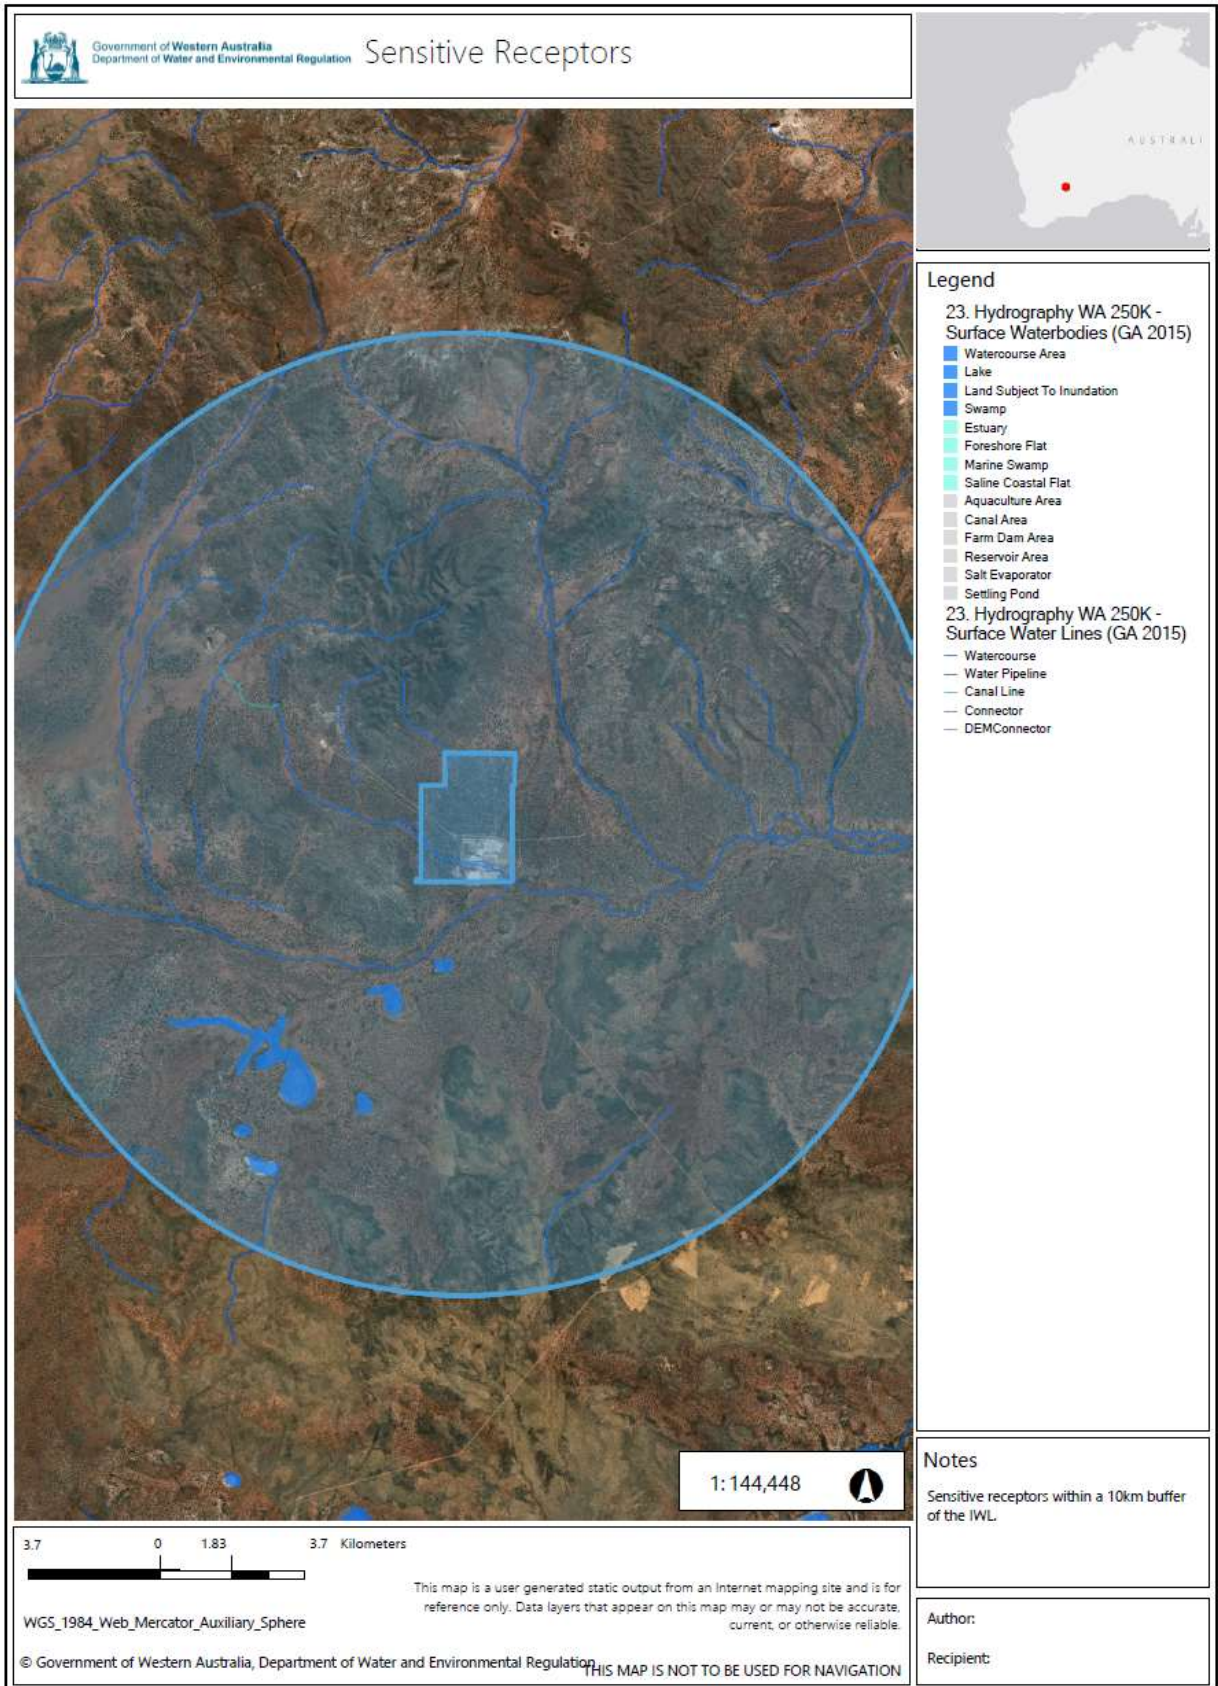 Government of Western Australia
Department of Water and Environmental Regulation
Sensitive Receptors
AUSTRALI
Legend
23. Hydrography WA 250K -
Surface Waterbodies (GA 2015)
Watercourse Area
Lake
Land Subject To Inundation
Swamp
Estuary
Foreshore Flat
Marine Swamp
Saline Coastal Flat
Aquaculture Area
Canal Area
Farm Dam Area
Reservoir Area
Salt Evaporator
Settling Pond
23. Hydrography WA 250K -
Surface Water Lines (GA 2015)
Watercourse
Water Pipeline
Canal Line
Connector
DEMConnector
1: 144,448
Notes
Sensitive receptors within a 10km buffer
of the IWL.
3.7 0 1.83 3.7 Kilometers
This map is a user generated static output from an Internet mapping site and is for
reference only. Data layers that appear on this map may or may not be accurate,
current, or otherwise reliable.
WGS_1984_Web_Mercator_Auxiliary_Sphere
© Government of Western Australia, Department of Water and Environmental Regulation
THIS MAP IS NOT TO BE USED FOR NAVIGATION
Author:
Recipient: